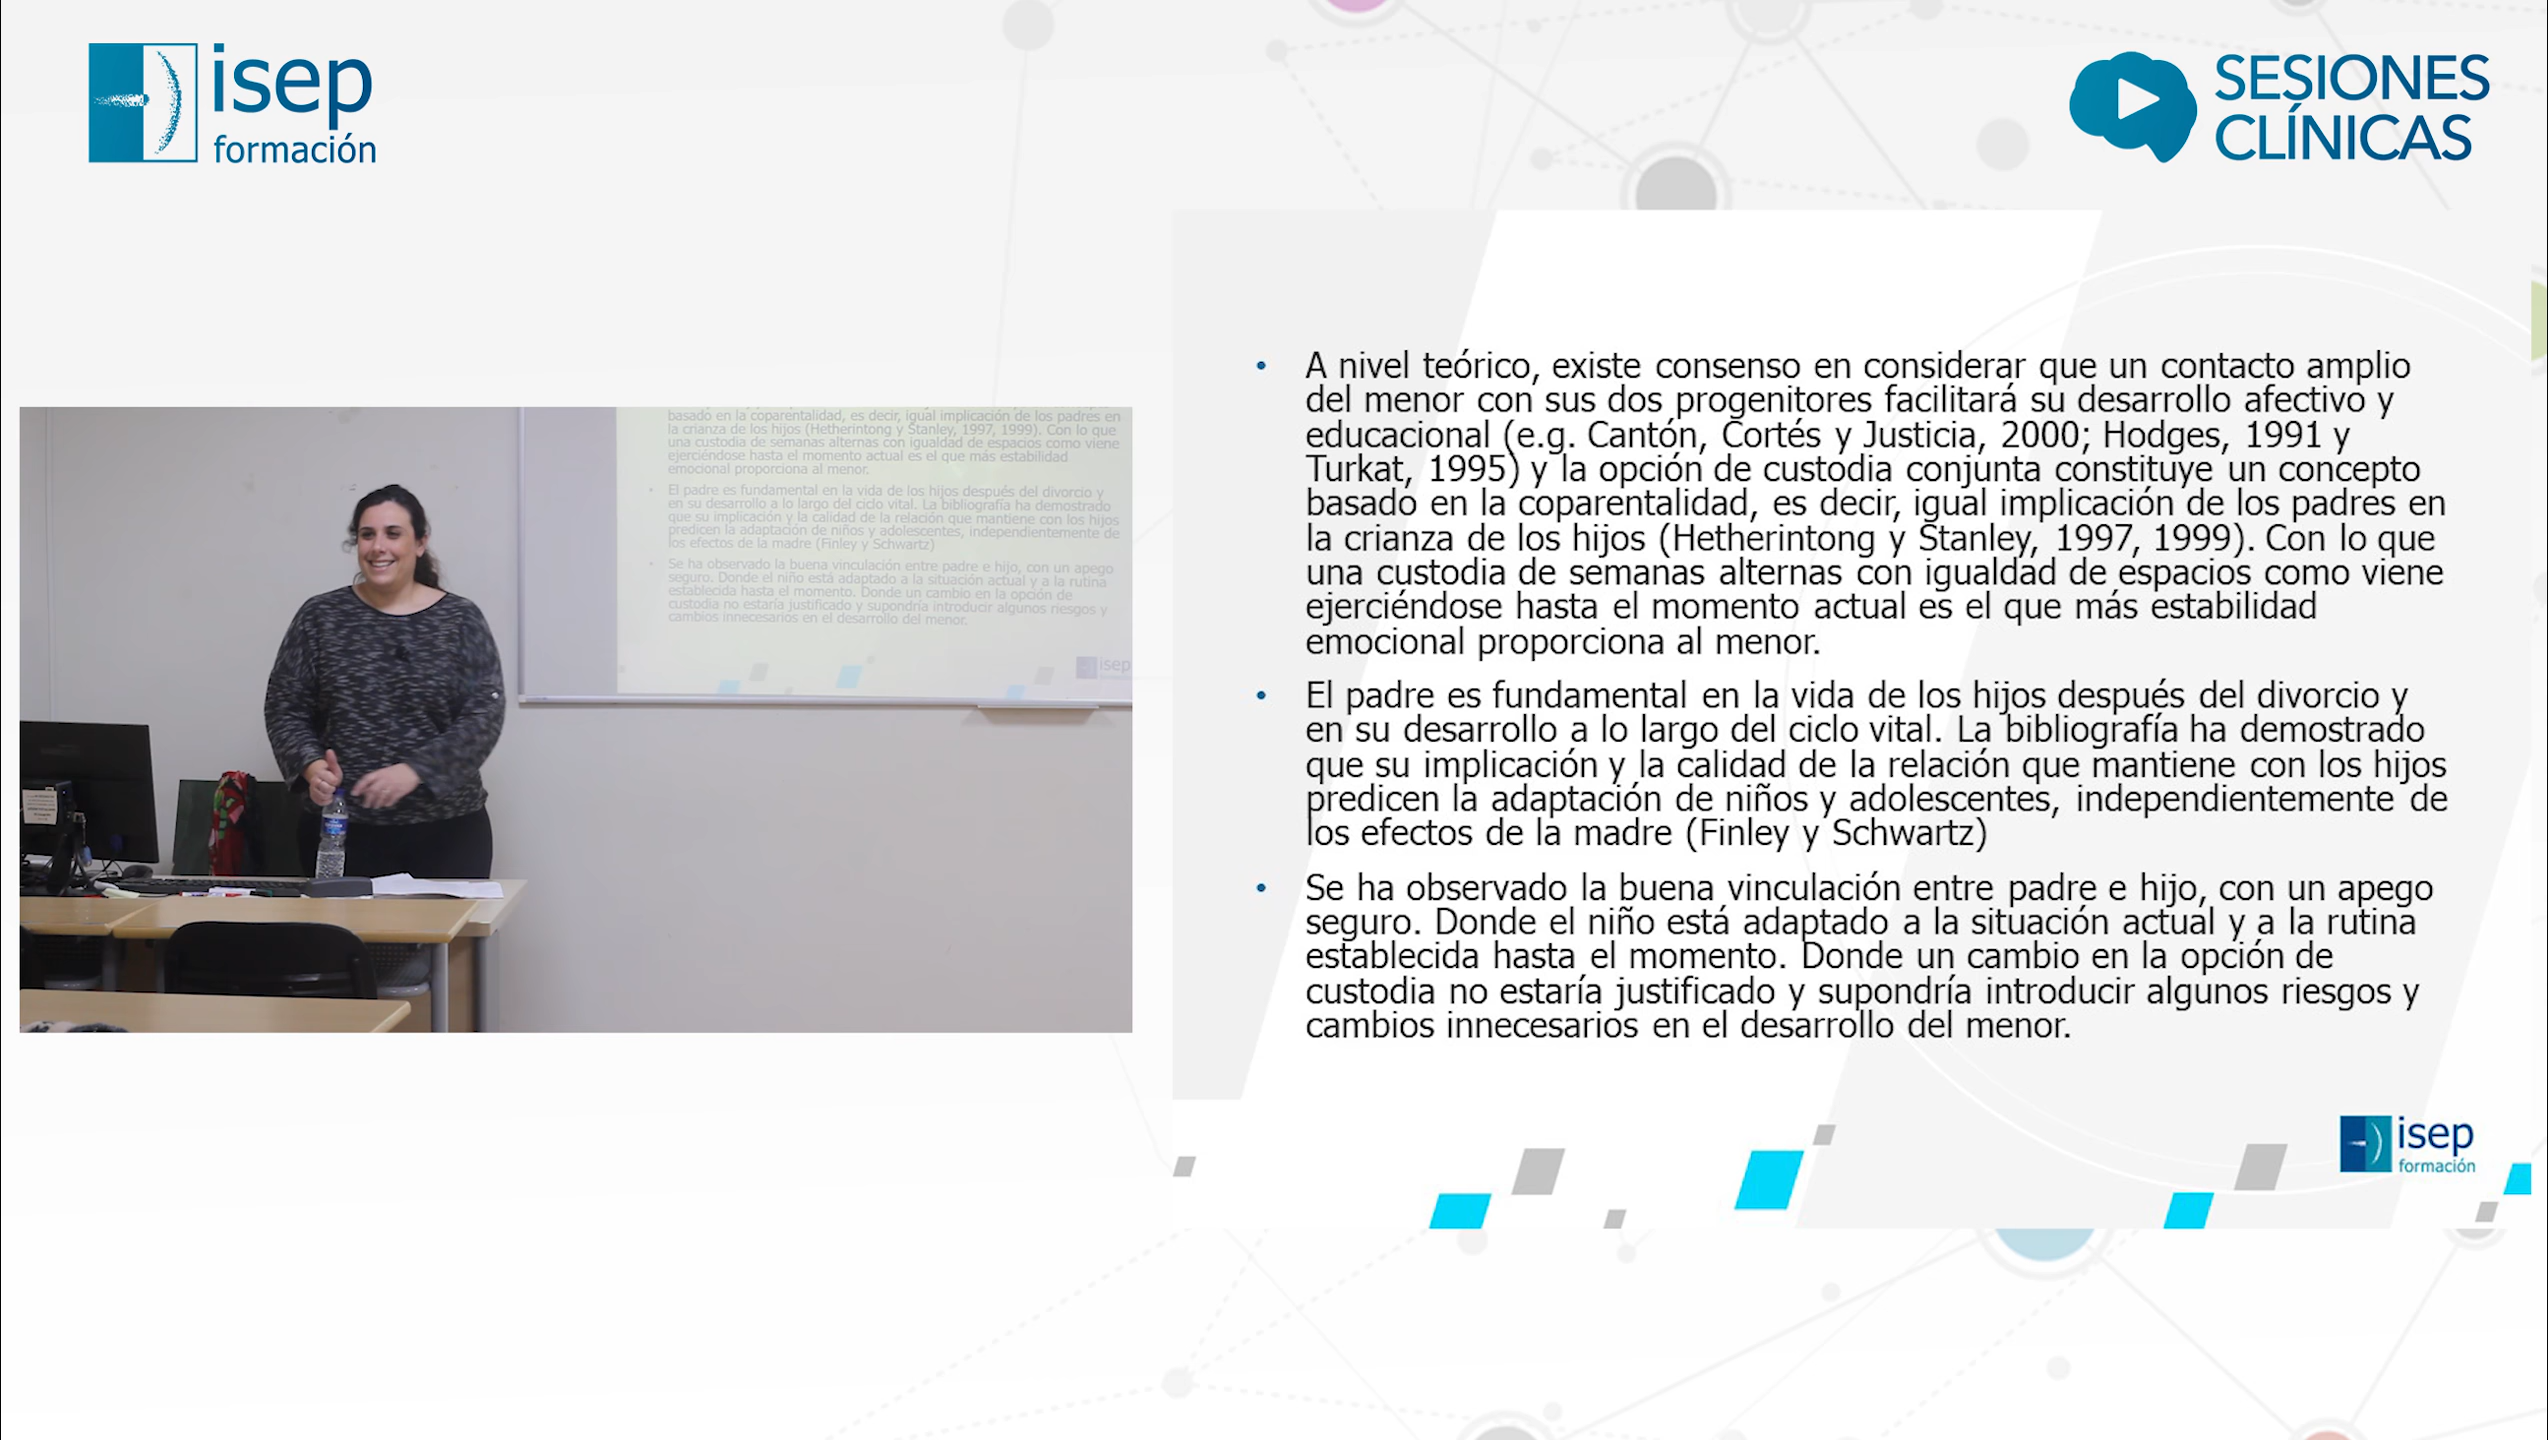 isep
formación
SESIONES
CLÍNICAS
basado en la coparentalidad, es decir, igual implicación de los padres en
la crianza de los hijos (Hetherintong y Stanley, 1997, 1999). Con lo que
una custodia de semanas alternas con igualdad de espacios como viene
ejerciéndose hasta el momento actual es el que más estabilidad
emocional proporciona al menor.
• El padre es fundamental en la vida de los hijos después del divorcio y
en su desarrollo a lo largo del ciclo vital. La bibliografía ha demostrado
que su implicación y la calidad de la relación que mantiene con los hijos
predicen la adaptación de niños y adolescentes, independientemente de
los efectos de la madre (Finley y Schwartz)
• Se ha observado la buena vinculación entre padre e hijo, con un apego
seguro. Donde el niño está adaptado a la situación actual y a la rutina
establecida hasta el momento. Donde un cambio en la opción de
custodia no estaría justificado y supondría introducir algunos riesgos y
cambios innecesarios en el desarrollo del menor.
isep
• A nivel teórico, existe consenso en considerar que un contacto amplio
del menor con sus dos progenitores facilitará su desarrollo afectivo y
educacional (e.g. Cantón, Cortés y Justicia, 2000; Hodges, 1991 y
Turkat, 1995) y la opción de custodia conjunta constituye un concepto
basado en la coparentalidad, es decir, igual implicación de los padres en
la crianza de los hijos (Hetherintong y Stanley, 1997, 1999). Con lo que
una custodia de semanas alternas con igualdad de espacios como viene
ejerciéndose hasta el momento actual es el que más estabilidad
emocional proporciona al menor.
• El padre es fundamental en la vida de los hijos después del divorcio y
en su desarrollo a lo largo del ciclo vital. La bibliografía ha demostrado
que su implicación y la calidad de la relación que mantiene con los hijos
predicen la adaptación de niños y adolescentes, independientemente de
los efectos de la madre (Finley y Schwartz)
• Se ha observado la buena vinculación entre padre e hijo, con un apego
seguro. Donde el niño está adaptado a la situación actual y a la rutina
establecida hasta el momento. Donde un cambio en la opción de
custodia no estaría justificado y supondría introducir algunos riesgos y
cambios innecesarios en el desarrollo del menor.
isep
formación